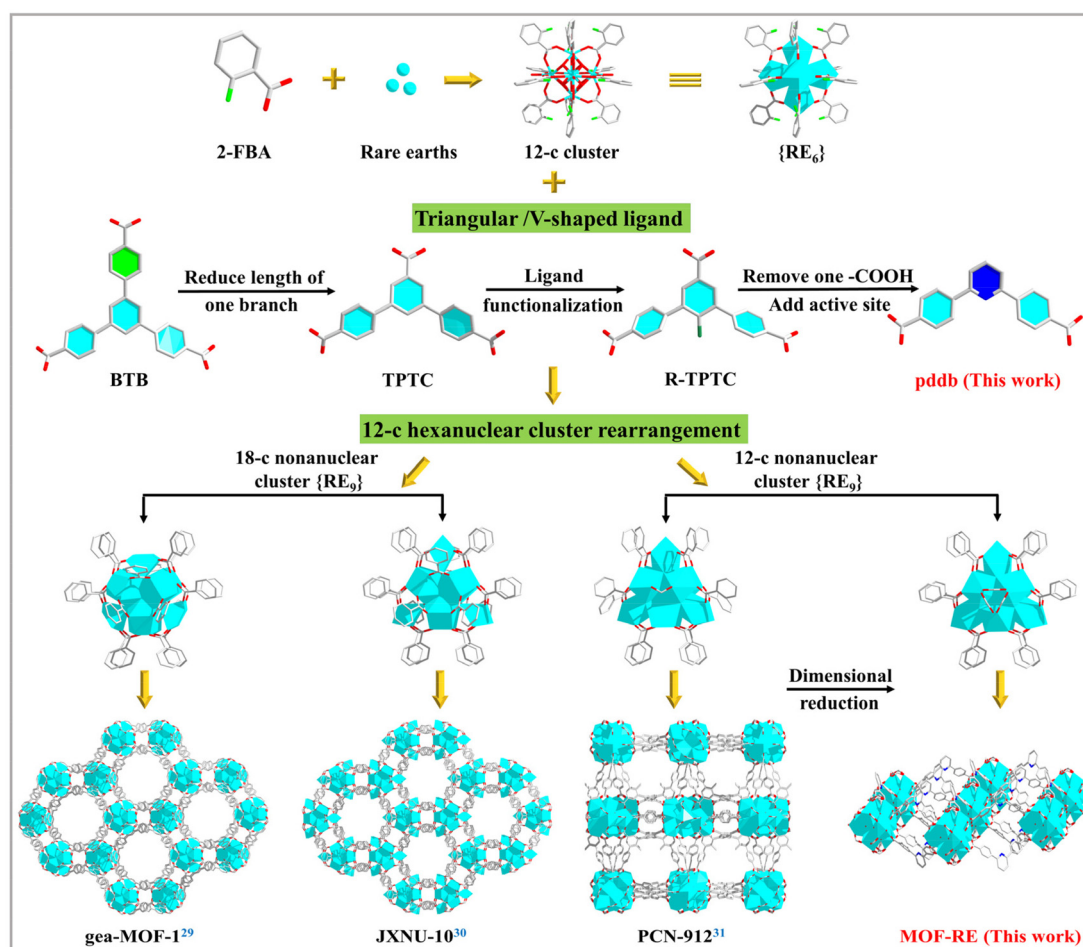 2-FBA
Rare earths
12-c cluster
{RE₆}
Triangular /V-shaped ligand
Reduce length of
one branch
Ligand
functionalization
Remove one -COOH
Add active site
BTB
TPTC
R-TPTC
pddb (This work)
12-c hexanuclear cluster rearrangement
18-c nonanuclear
cluster {RE₉}
12-c nonanuclear
cluster {RE₉}
Dimensional
reduction
gea-MOF-1²⁹
JXNU-10³⁰
PCN-912³¹
MOF-RE (This work)